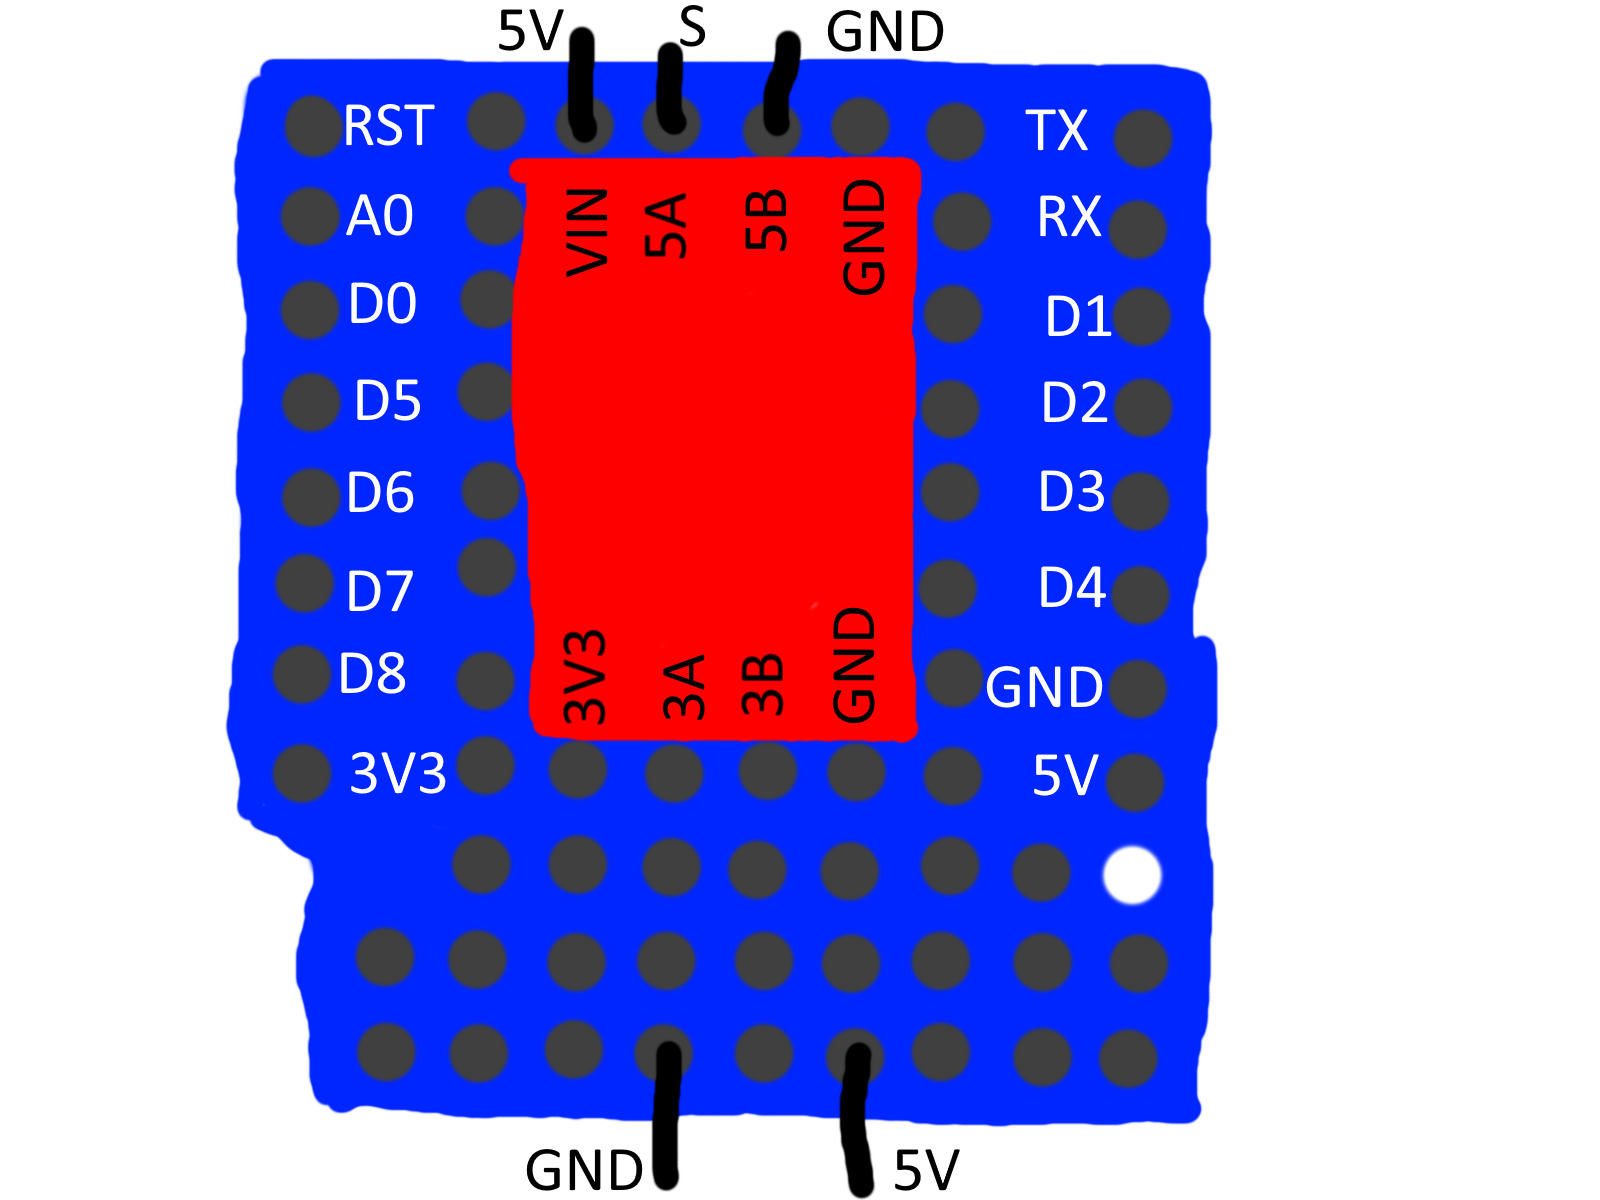 5V S GND
RST TX
A0 RX
VIN 5A 5B GND
D0 D1
D5 D2
D6 D3
D7 D4
D8 GND
3V3 3A 3B GND
3V3 5V
GND 5V